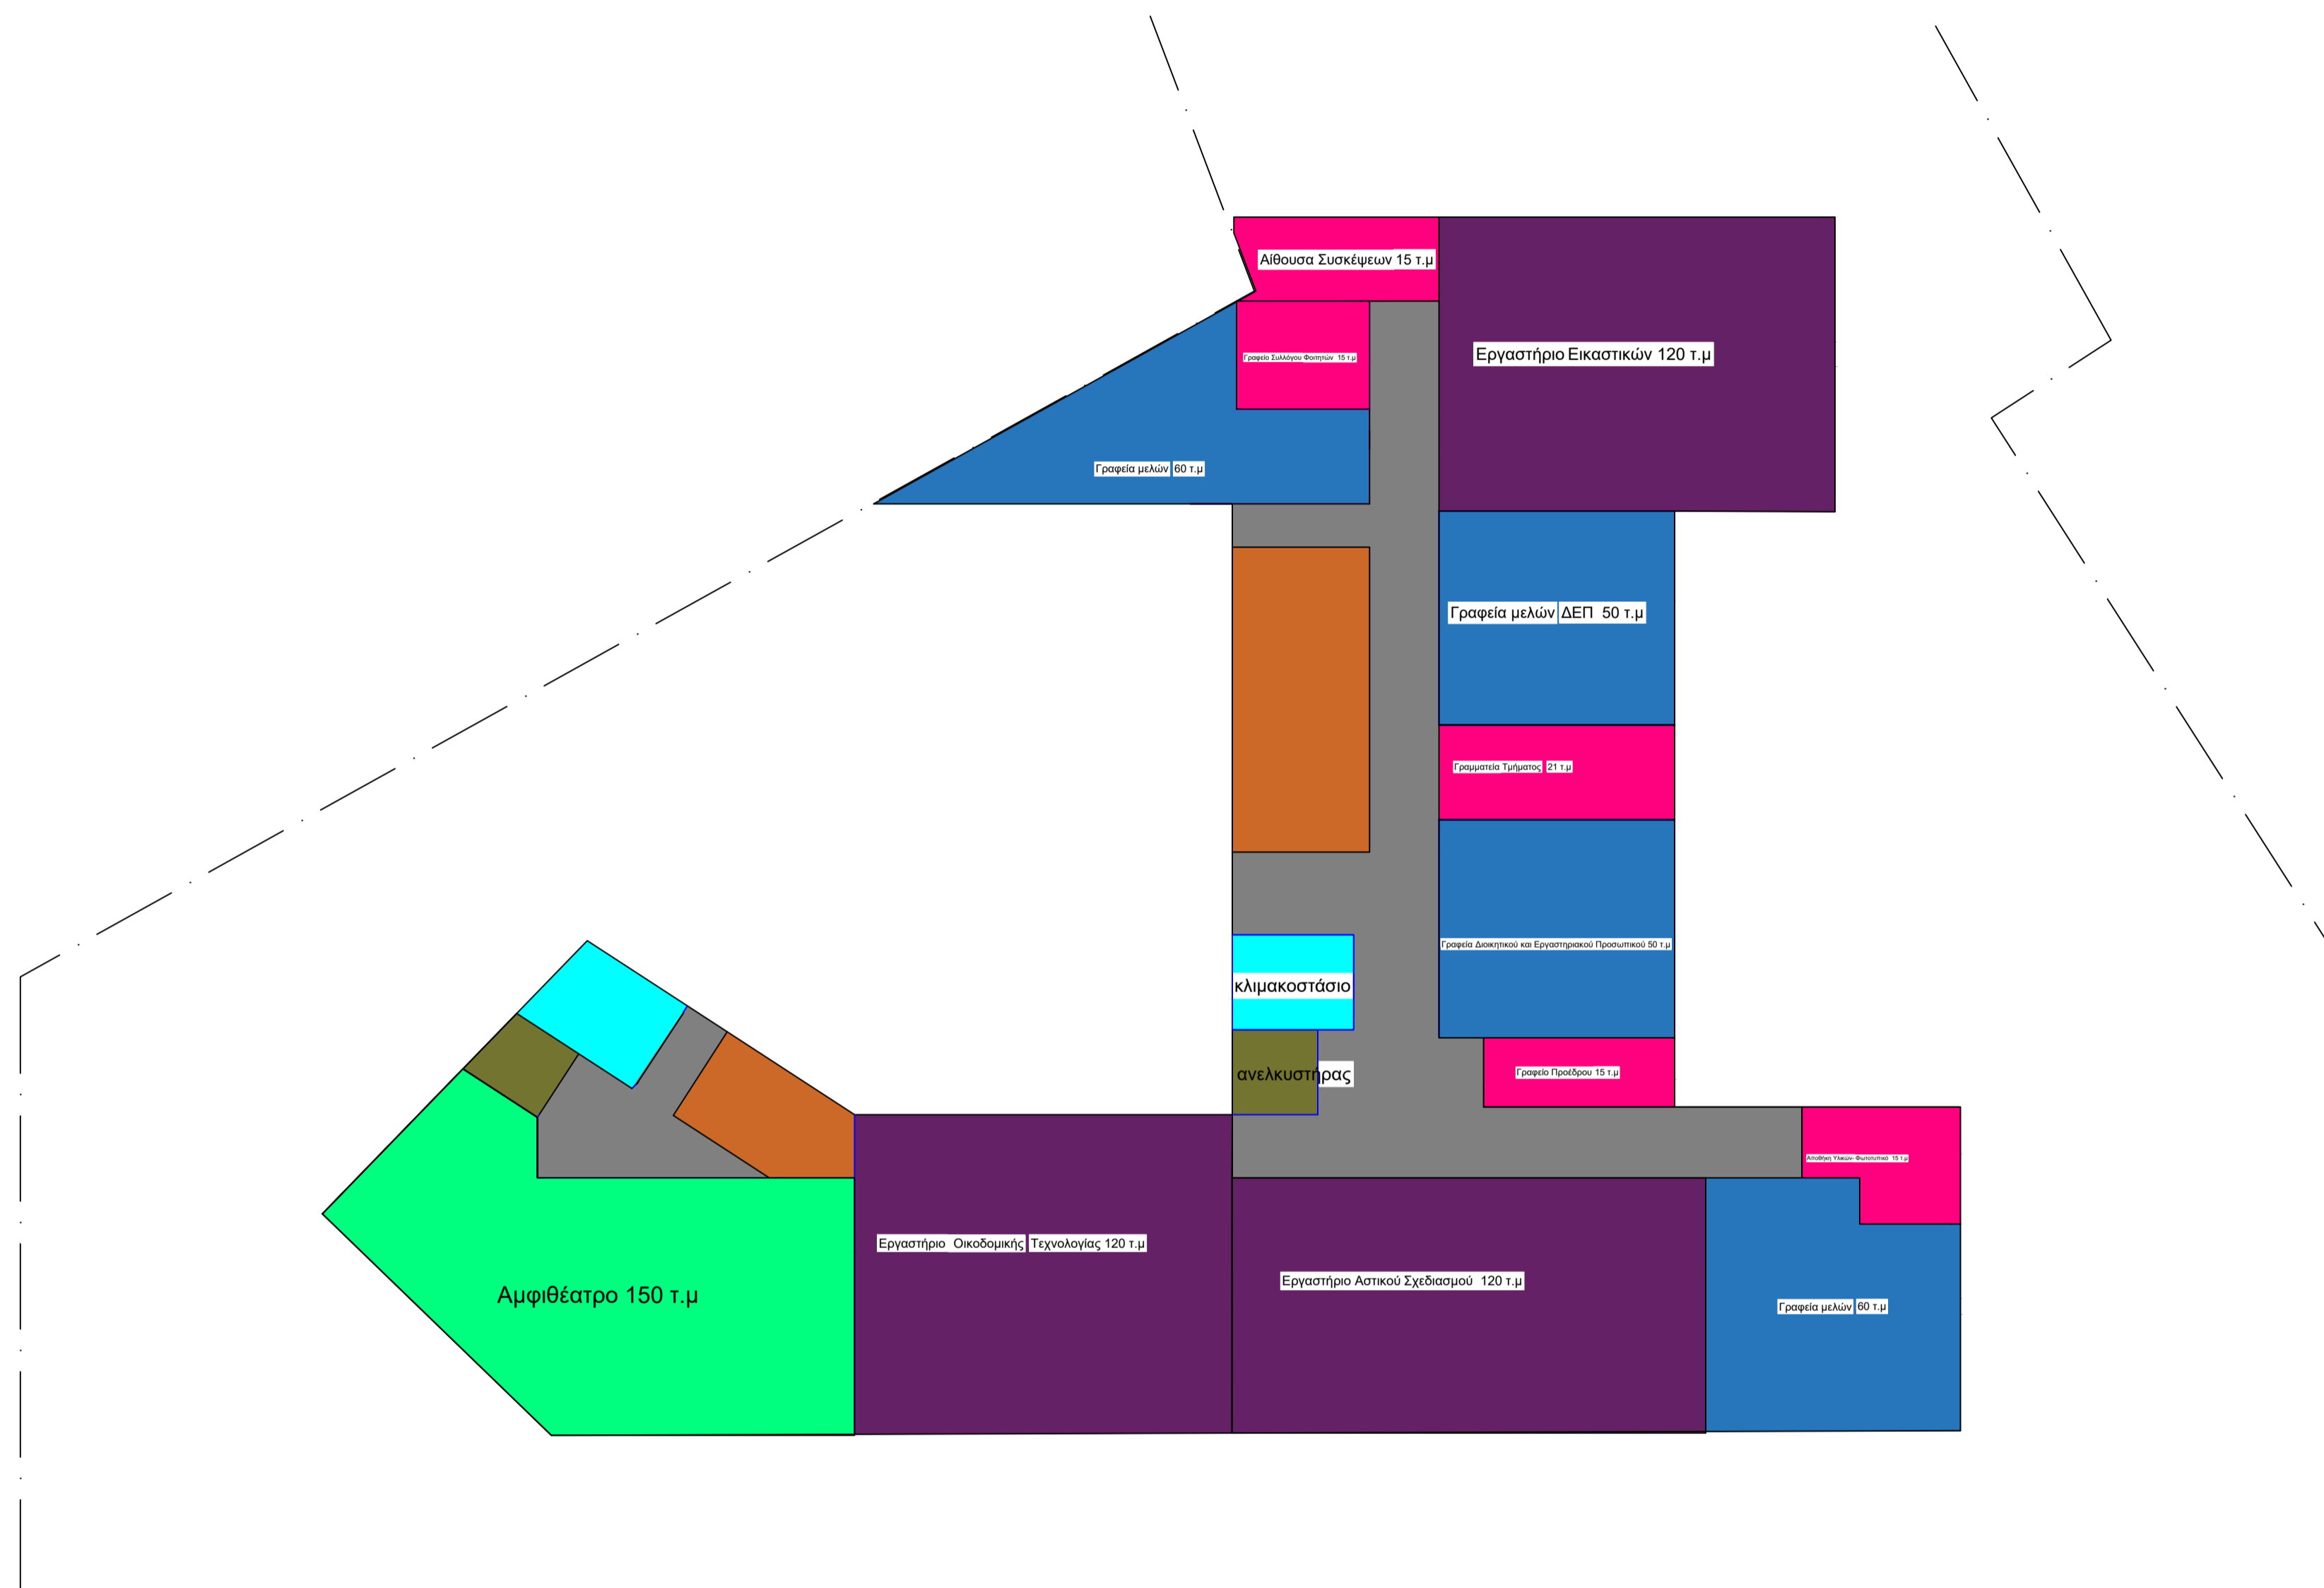 Αίθουσα Συσκέψεων 15 τ.μ
Εργαστήριο Εικαστικών 120 τ.μ
Γραφείο Συλλόγου Φοιτητών 15 τ.μ
Γραφεία μελών 60 τ.μ
Γραφεία μελών ΔΕΠ 50 τ.μ
Γραμματεία Τμήματος 21 τ.μ
Γραφεία Διοικητικού και Εργαστηριακού Προσωπικού 50 τ.μ
κλιμακοστάσιο
ανελκυστήρας
Γραφείο Προέδρου 15 τ.μ
Αποθήκη Υλικών- Φωτοτυπικό 15 τ.μ
Εργαστήριο Οικοδομικής Τεχνολογίας 120 τ.μ
Εργαστήριο Αστικού Σχεδιασμού 120 τ.μ
Αμφιθέατρο 150 τ.μ
Γραφεία μελών 60 τ.μ